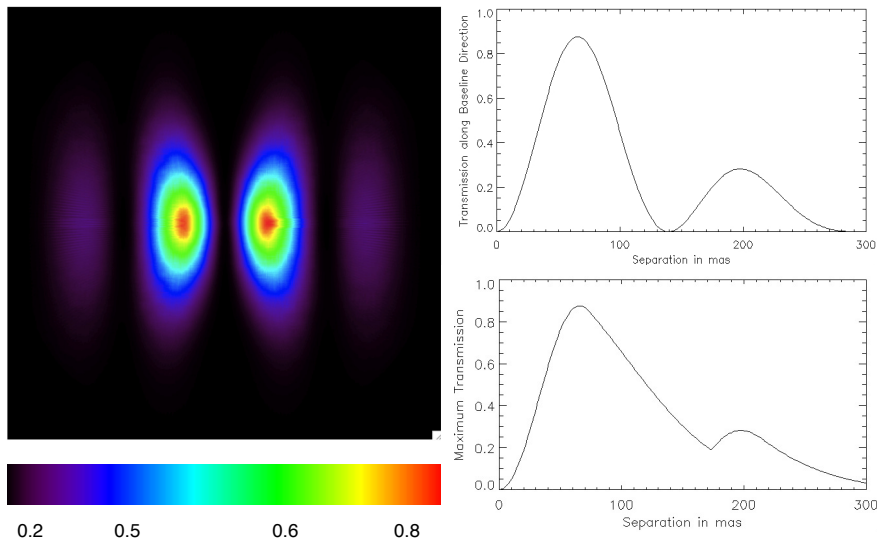 0.2 0.5 0.6 0.8
Transmission along Baseline Direction
1.0
0.8
0.6
0.4
0.2
0.0
0 100 200 300
Separation in mas
Maximum Transmission
1.0
0.8
0.6
0.4
0.2
0.0
0 100 200 300
Separation in mas